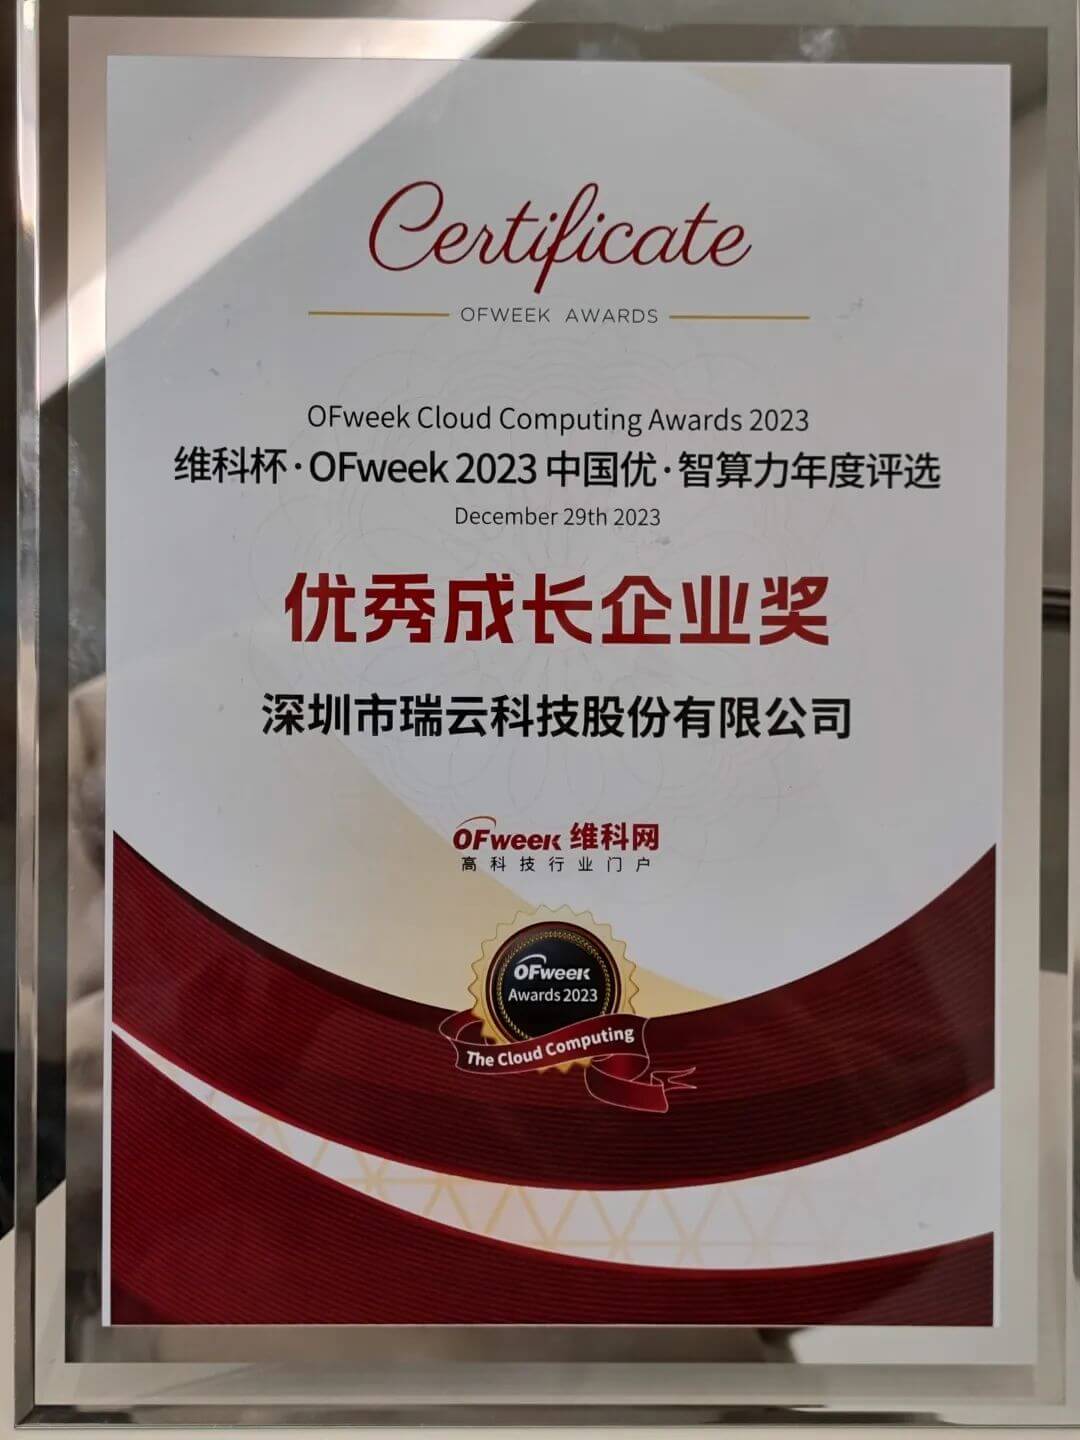 Certificate
OFWEEK AWARDS
OFweek Cloud Computing Awards 2023
维科杯·OFweek 2023 中国优·智算力年度评选
December 29th 2023
优秀成长企业奖
深圳市瑞云科技股份有限公司
OFweek 维科网
高科技行业门户
OFweek
Awards 2023
The Cloud Computing